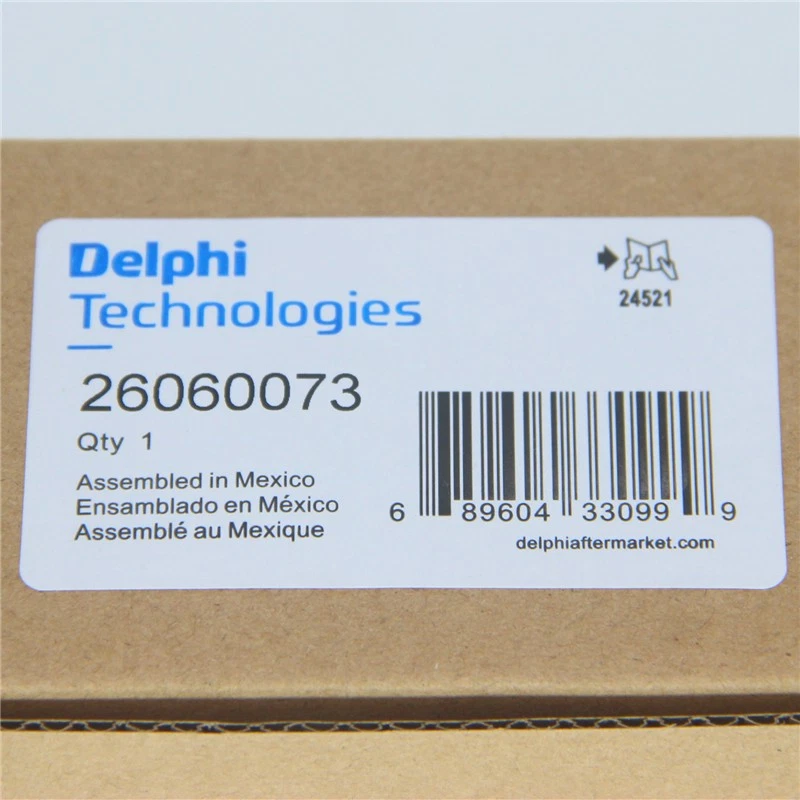 Delphi
Technologies
24521
26060073
Qty 1
Assembled in Mexico
Ensamblado en México
Assemblé au Mexique
6 89604 33099 9
delphiaftermarket.com